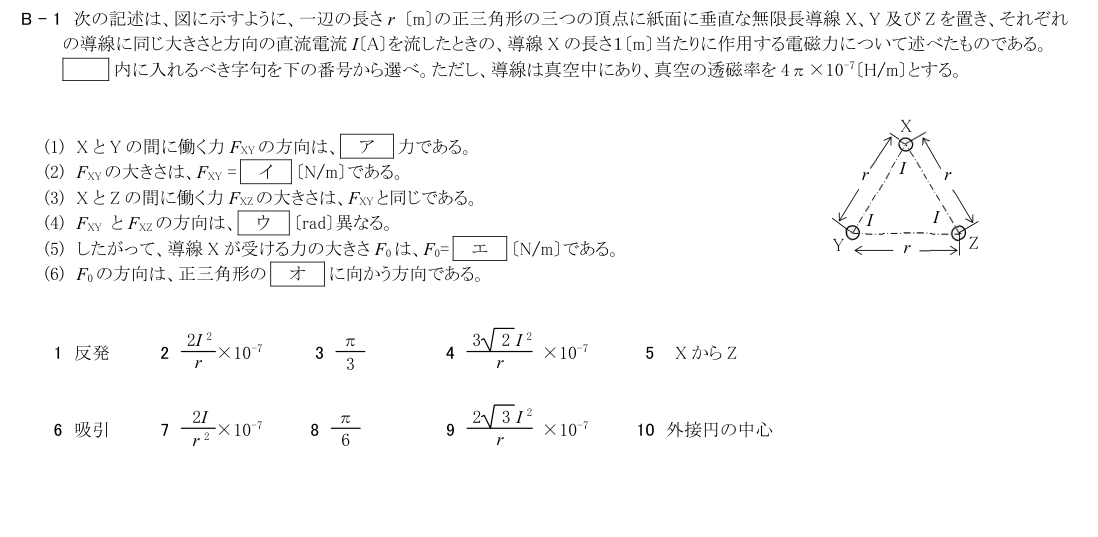 B－1 次の記述は、図に示すように、一辺の長さ r 〔m〕の正三角形の三つの頂点に紙面に垂直な無限長導線 X、Y 及び Z を置き、それぞれ
の導線に同じ大きさと方向の直流電流 I〔A〕を流したときの、導線 X の長さ1〔m〕当たりに作用する電磁力について述べたものである。
□ 内に入れるべき字句を下の番号から選べ。ただし、導線は真空中にあり、真空の透磁率を 4π×10⁻⁷〔H/m〕とする。
(1) XとYの間に働く力 F_XY の方向は、 ア 力である。
(2) F_XY の大きさは、F_XY = イ 〔N/m〕である。
(3) XとZの間に働く力 F_XZ の大きさは、F_XY と同じである。
(4) F_XY とF_XZ の方向は、 ウ 〔rad〕異なる。
(5) したがって、導線 X が受ける力の大きさ F₀ は、F₀= エ 〔N/m〕である。
(6) F₀ の方向は、正三角形の オ に向かう方向である。
X
r I r
Y I I Z
r
1 反発 2 2I²/r ×10⁻⁷ 3 π/3 4 3√2 I²/r ×10⁻⁷ 5 XからZ
6 吸引 7 2I/r² ×10⁻⁷ 8 π/6 9 2√3 I²/r ×10⁻⁷ 10 外接円の中心